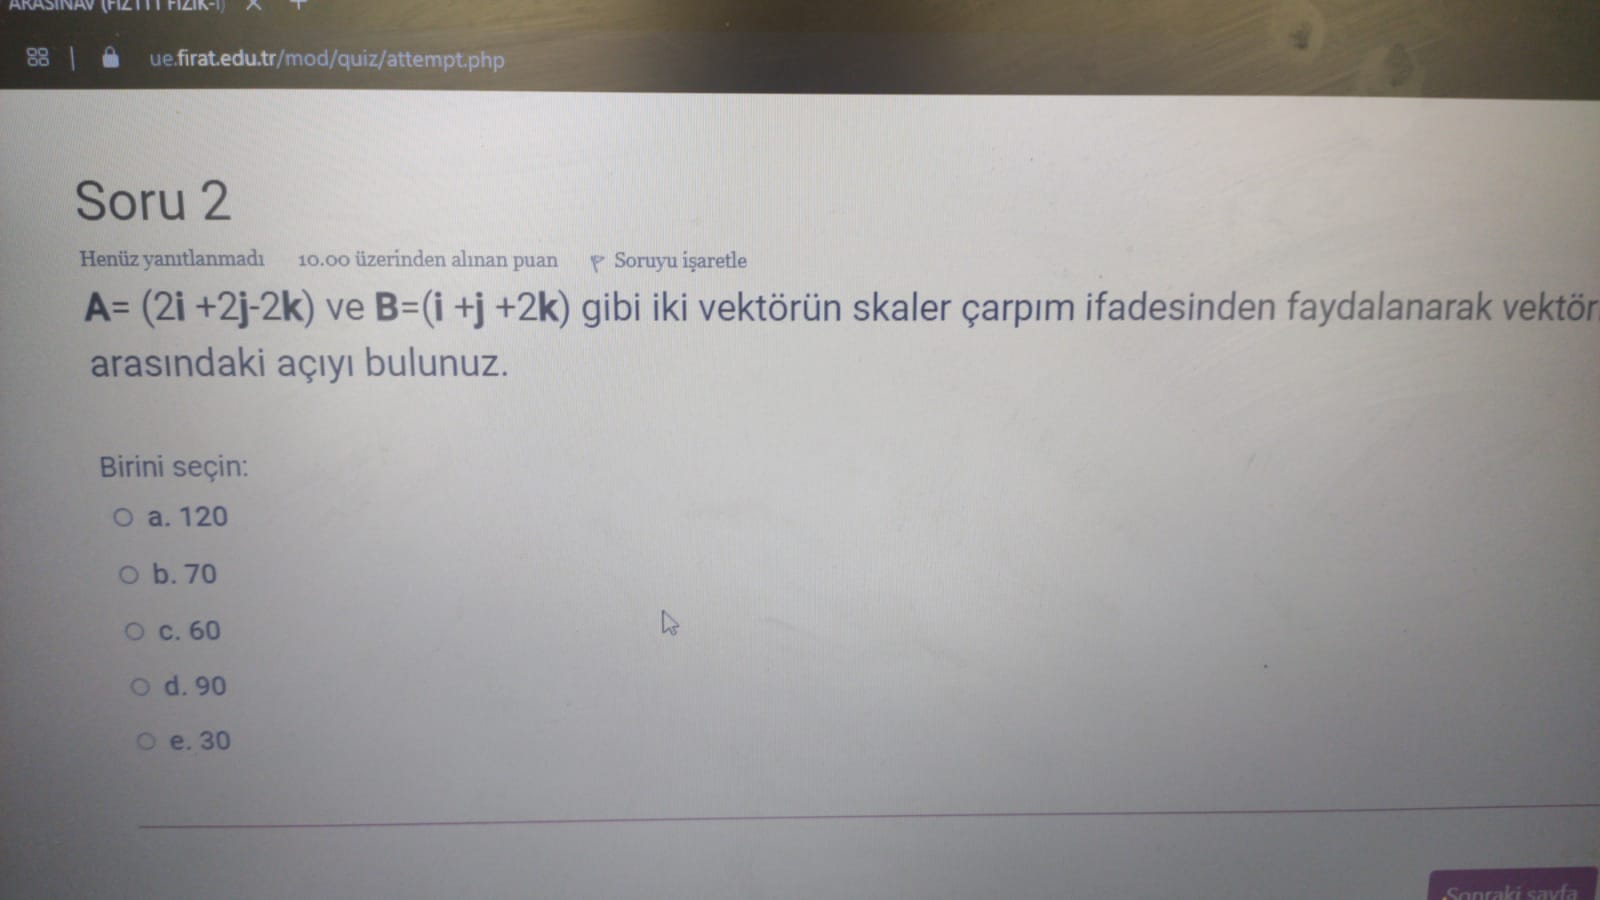 ARASINAV (FIZ111 FİZİK-I)
ue.firat.edu.tr/mod/quiz/attempt.php
Soru 2
Henüz yanıtlanmadı 10.00 üzerinden alınan puan Soruyu işaretle
A= (2i +2j-2k) ve B=(i +j +2k) gibi iki vektörün skaler çarpım ifadesinden faydalanarak vektör
arasındaki açıyı bulunuz.
Birini seçin:
a. 120
b. 70
c. 60
d. 90
e. 30
Sonraki sayfa